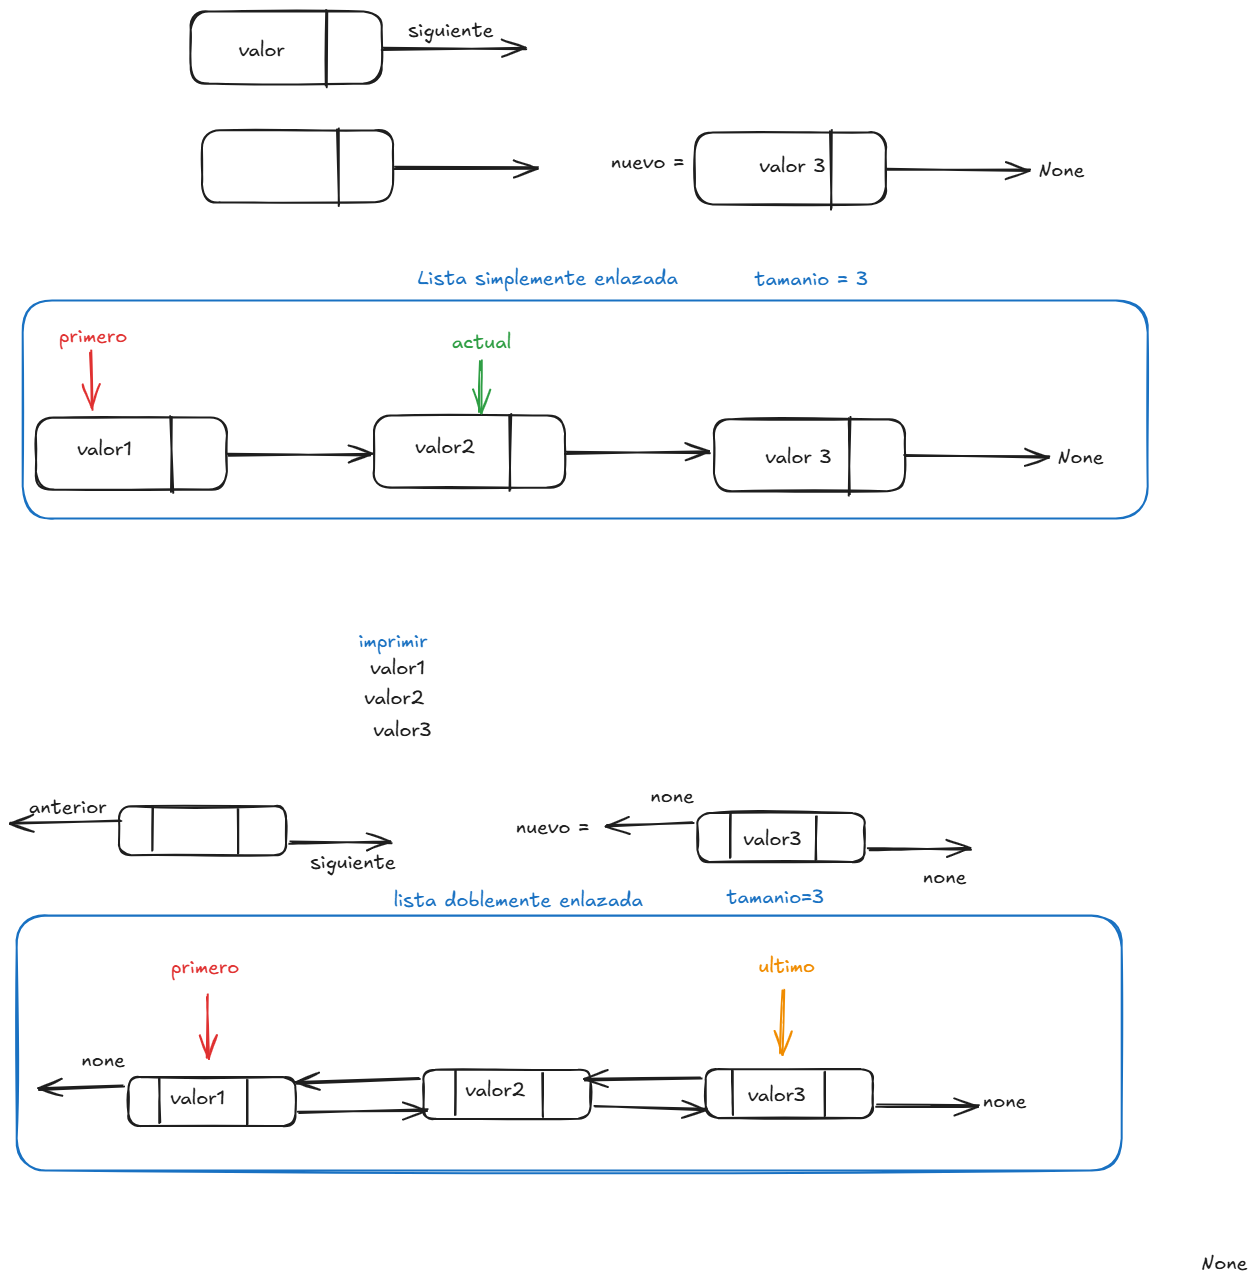 siguiente
valor
nuevo =
valor 3
None
Lista simplemente enlazada
tamanio = 3
primero
actual
valor1
valor2
valor 3
None
imprimir
valor1
valor2
valor3
anterior
siguiente
none
nuevo =
valor3
none
lista doblemente enlazada
tamanio=3
primero
ultimo
none
valor1
valor2
valor3
none
None